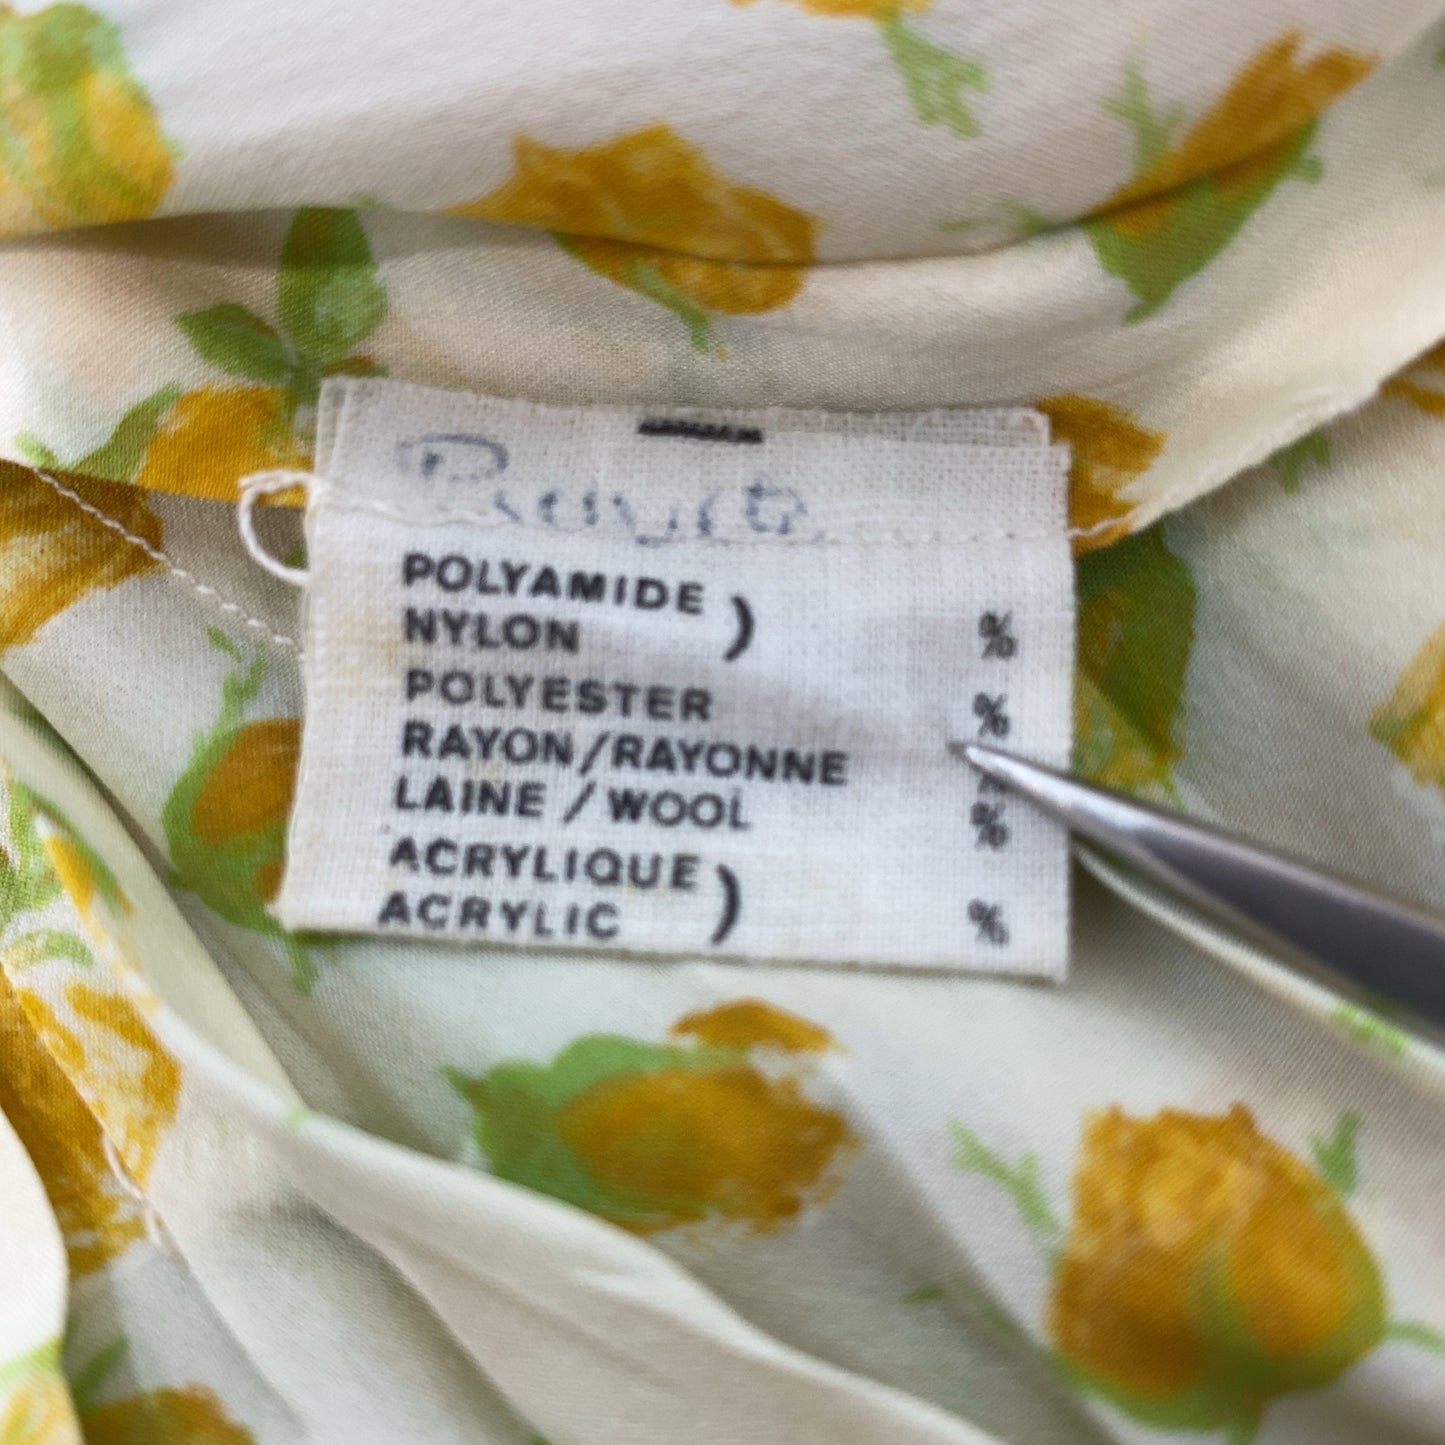 POLYAMIDE )
NYLON %
POLYESTER %
RAYON/RAYONNE %
LAINE / WOOL %
ACRYLIQUE )
ACRYLIC %